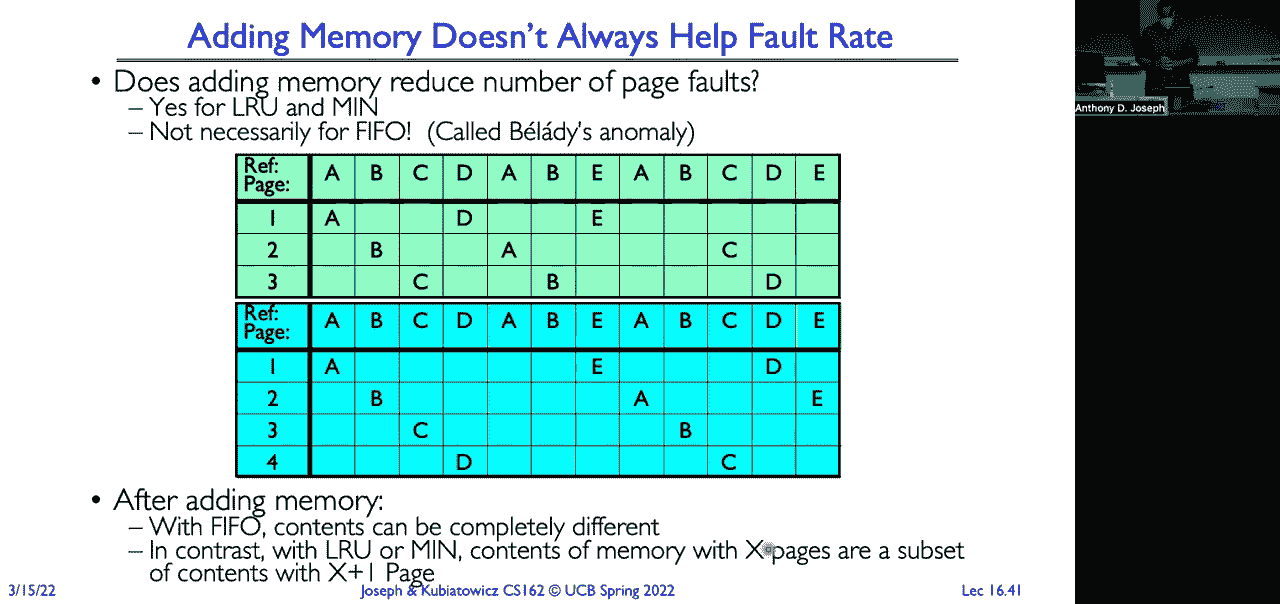 Adding Memory Doesn't Always Help Fault Rate
• Does adding memory reduce number of page faults?
– Yes for LRU and MIN
– Not necessarily for FIFO! (Called Bélády's anomaly)
Ref: Page: A B C D A B E A B C D E
1 A D E
2 B A C
3 C B D
Ref: Page: A B C D A B E A B C D E
1 A E D
2 B A E
3 C B
4 D C
• After adding memory:
– With FIFO, contents can be completely different
– In contrast, with LRU or MIN, contents of memory with X pages are a subset
of contents with X+1 Page
3/15/22 Joseph & Kubiatowicz CS162 © UCB Spring 2022 Lec 16.41
Anthony D. Joseph